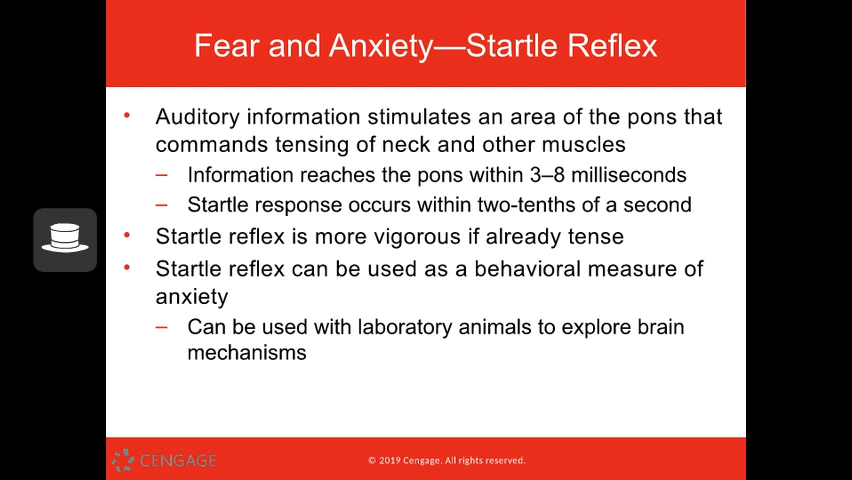 Fear and Anxiety—Startle Reflex
• Auditory information stimulates an area of the pons that
commands tensing of neck and other muscles
– Information reaches the pons within 3–8 milliseconds
– Startle response occurs within two-tenths of a second
• Startle reflex is more vigorous if already tense
• Startle reflex can be used as a behavioral measure of
anxiety
– Can be used with laboratory animals to explore brain
mechanisms
CENGAGE
© 2019 Cengage. All rights reserved.